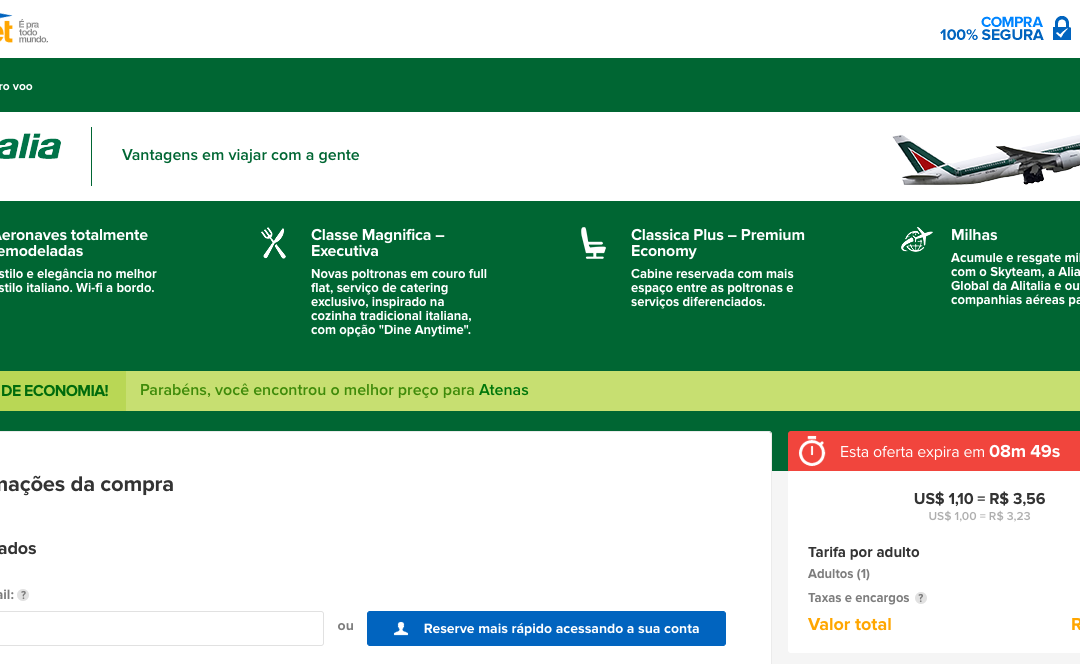 et
É pra
todo
mundo.
COMPRA
100% SEGURA
ro voo
alia
Vantagens em viajar com a gente
Aeronaves totalmente
emodeladas
stilo e elegância no melhor
stilo italiano. Wi-fi a bordo.
Classe Magnifica –
Executiva
Novas poltronas em couro full
flat, serviço de catering
exclusivo, inspirado na
cozinha tradicional italiana,
com opção "Dine Anytime".
Classica Plus – Premium
Economy
Cabine reservada com mais
espaço entre as poltronas e
serviços diferenciados.
Milhas
Acumule e resgate mi
com o Skyteam, a Alia
Global da Alitalia e ou
companhias aéreas pa
DE ECONOMIA!
Parabéns, você encontrou o melhor preço para Atenas
mações da compra
ados
ail: ?
ou
Reserve mais rápido acessando a sua conta
Esta oferta expira em 08m 49s
US$ 1,10 = R$ 3,56
US$ 1,00 = R$ 3,23
Tarifa por adulto
Adultos (1)
Taxas e encargos ?
Valor total
R